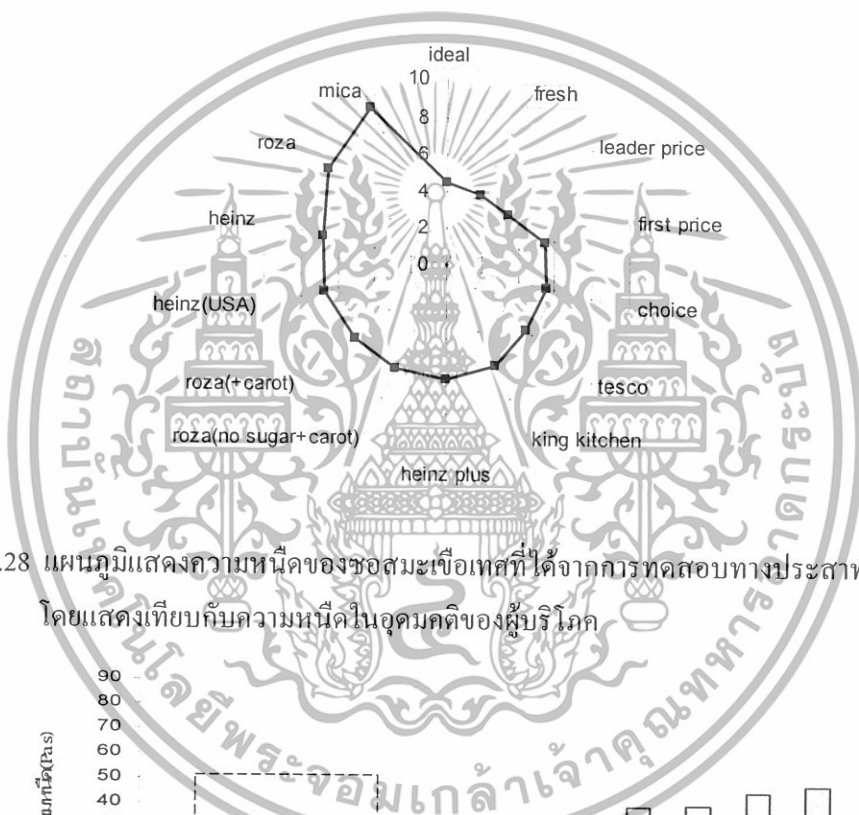 ideal
10
mica
fresh
8
roza
leader price
6
4
heinz
first price
2
0
heinz(USA)
choice
roza(+carot)
tesco
roza(no sugar+carot)
king kitchen
heinz plus
.28 แผนภูมิแสดงความหนืดของซอสมะเขือเทศที่ได้จากการทดสอบทางประสาท
โดยแสดงเทียบกับความหนืดในอุดมคติของผู้บริโภค
90
80
70
60
50
40
(Pa s)